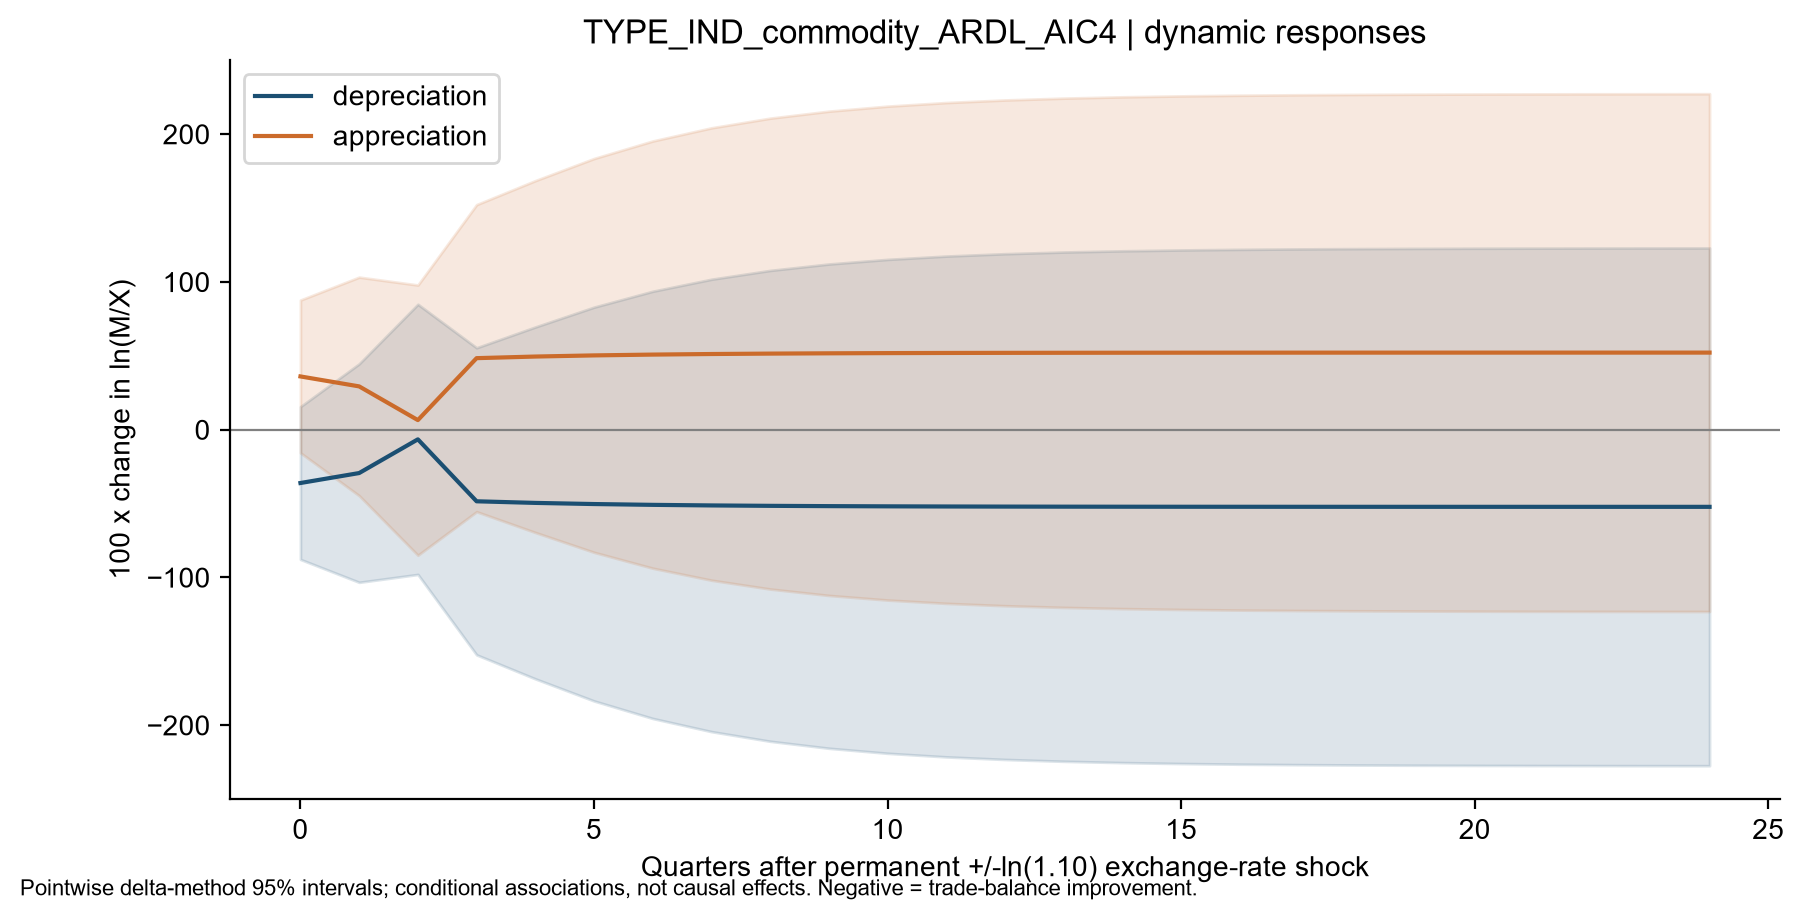 TYPE_IND_commodity_ARDL_AIC4 | dynamic responses
depreciation
appreciation
100 x change in ln(M/X)
200
100
0
−100
−200
0 5 10 15 20 25
Quarters after permanent +/-ln(1.10) exchange-rate shock
Pointwise delta-method 95% intervals; conditional associations, not causal effects. Negative = trade-balance improvement.